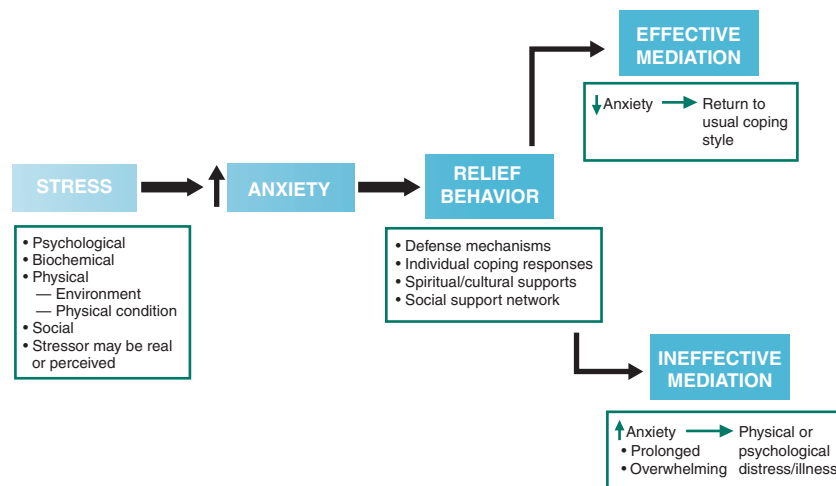 EFFECTIVE
MEDIATION
Anxiety
Return to
usual coping
style
STRESS
ANXIETY
RELIEF
BEHAVIOR
• Psychological
• Biochemical
• Physical
— Environment
— Physical condition
• Social
• Stressor may be real
or perceived
• Defense mechanisms
• Individual coping responses
• Spiritual/cultural supports
• Social support network
INEFFECTIVE
MEDIATION
Anxiety
• Prolonged
• Overwhelming
Physical or
psychological
distress/illness